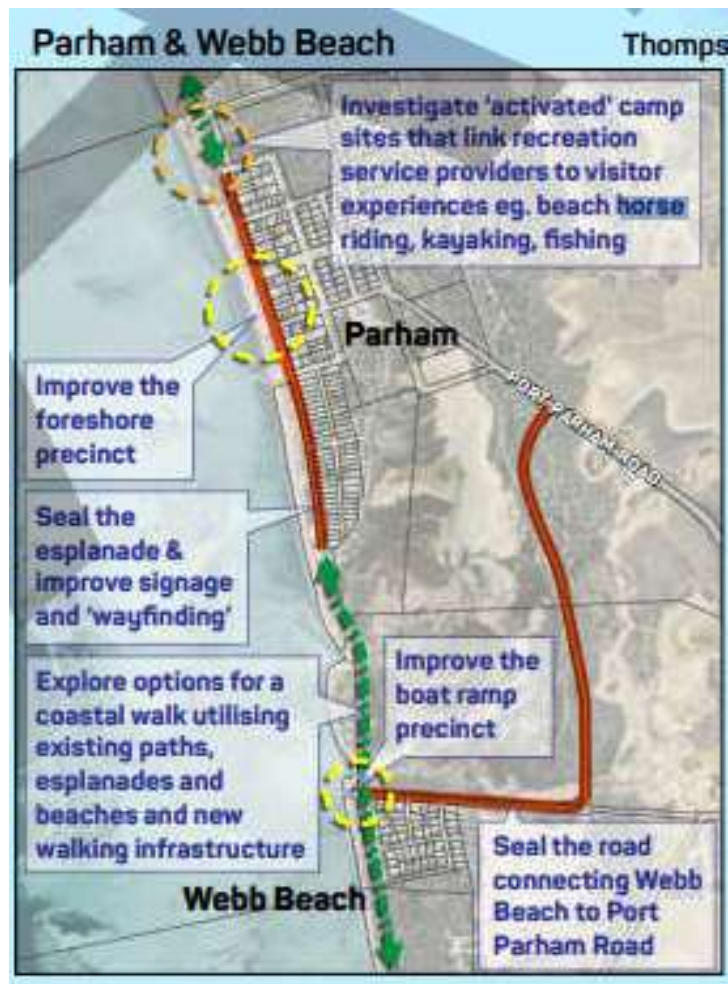 Parham & Webb Beach
Thomps
Investigate 'activated' camp
sites that link recreation
service providers to visitor
experiences eg. beach horse
riding, kayaking, fishing
Parham
Improve the
foreshore
precinct
PORT PARHAM ROAD
Seal the
esplanade &
improve signage
and 'wayfinding'
Improve the
boat ramp
precinct
Explore options for a
coastal walk utilising
existing paths,
esplanades and
beaches and new
walking infrastructure
Seal the road
connecting Webb
Beach to Port
Parham Road
Webb Beach